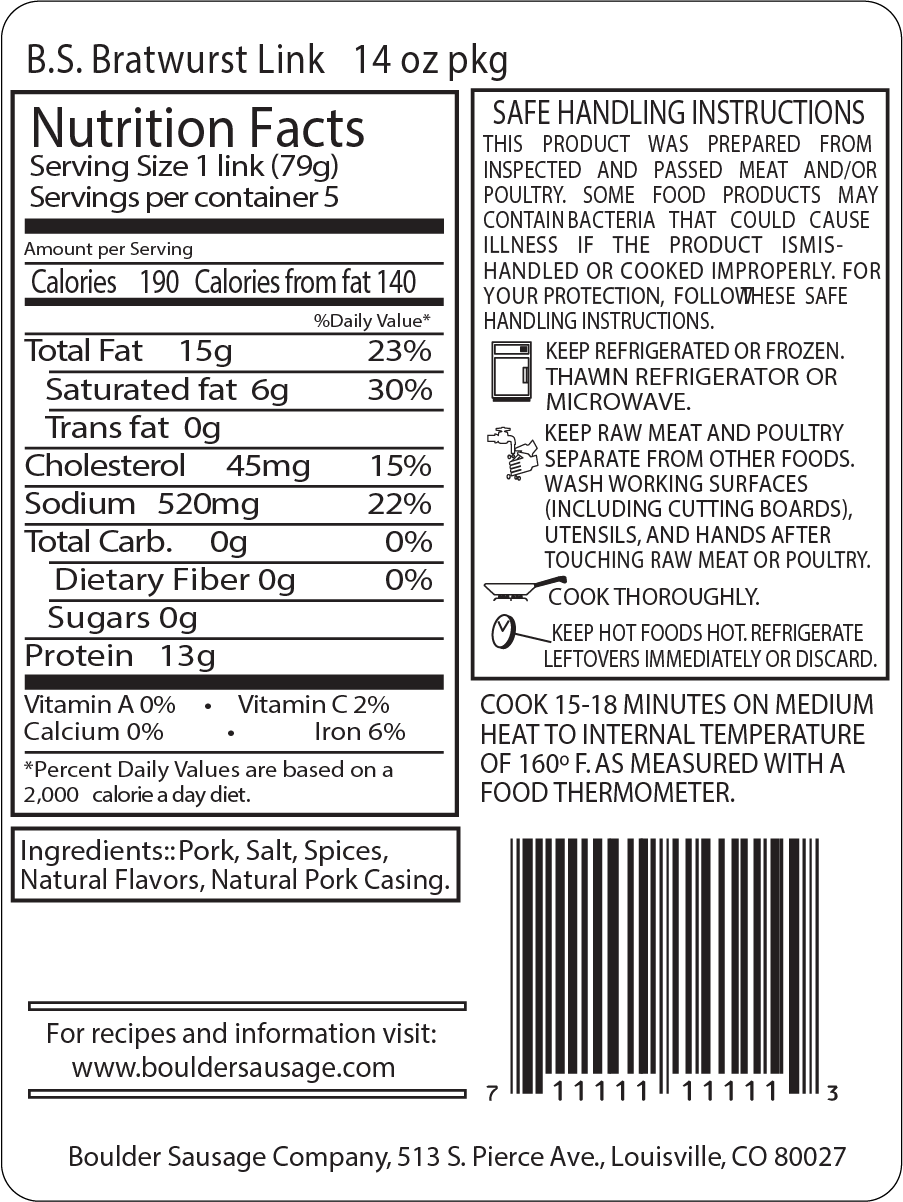 B.S. Bratwurst Link 14 oz pkg
Nutrition Facts
Serving Size 1 link (79g)
Servings per container 5
Amount per Serving
Calories 190 Calories from fat 140
%Daily Value*
Total Fat 15g 23%
Saturated fat 6g 30%
Trans fat 0g
Cholesterol 45mg 15%
Sodium 520mg 22%
Total Carb. 0g 0%
Dietary Fiber 0g 0%
Sugars 0g
Protein 13g
Vitamin A 0% • Vitamin C 2%
Calcium 0% • Iron 6%
*Percent Daily Values are based on a
2,000 calorie a day diet.
Ingredients:: Pork, Salt, Spices,
Natural Flavors, Natural Pork Casing.
For recipes and information visit:
www.bouldersausage.com
SAFE HANDLING INSTRUCTIONS
THIS PRODUCT WAS PREPARED FROM
INSPECTED AND PASSED MEAT AND/OR
POULTRY. SOME FOOD PRODUCTS MAY
CONTAIN BACTERIA THAT COULD CAUSE
ILLNESS IF THE PRODUCT ISMIS-
HANDLED OR COOKED IMPROPERLY. FOR
YOUR PROTECTION, FOLLOWTHESE SAFE
HANDLING INSTRUCTIONS.
KEEP REFRIGERATED OR FROZEN.
THAWIN REFRIGERATOR OR
MICROWAVE.
KEEP RAW MEAT AND POULTRY
SEPARATE FROM OTHER FOODS.
WASH WORKING SURFACES
(INCLUDING CUTTING BOARDS),
UTENSILS, AND HANDS AFTER
TOUCHING RAW MEAT OR POULTRY.
COOK THOROUGHLY.
KEEP HOT FOODS HOT. REFRIGERATE
LEFTOVERS IMMEDIATELY OR DISCARD.
COOK 15-18 MINUTES ON MEDIUM
HEAT TO INTERNAL TEMPERATURE
OF 160º F. AS MEASURED WITH A
FOOD THERMOMETER.
7 11111 11111 3
Boulder Sausage Company, 513 S. Pierce Ave., Louisville, CO 80027